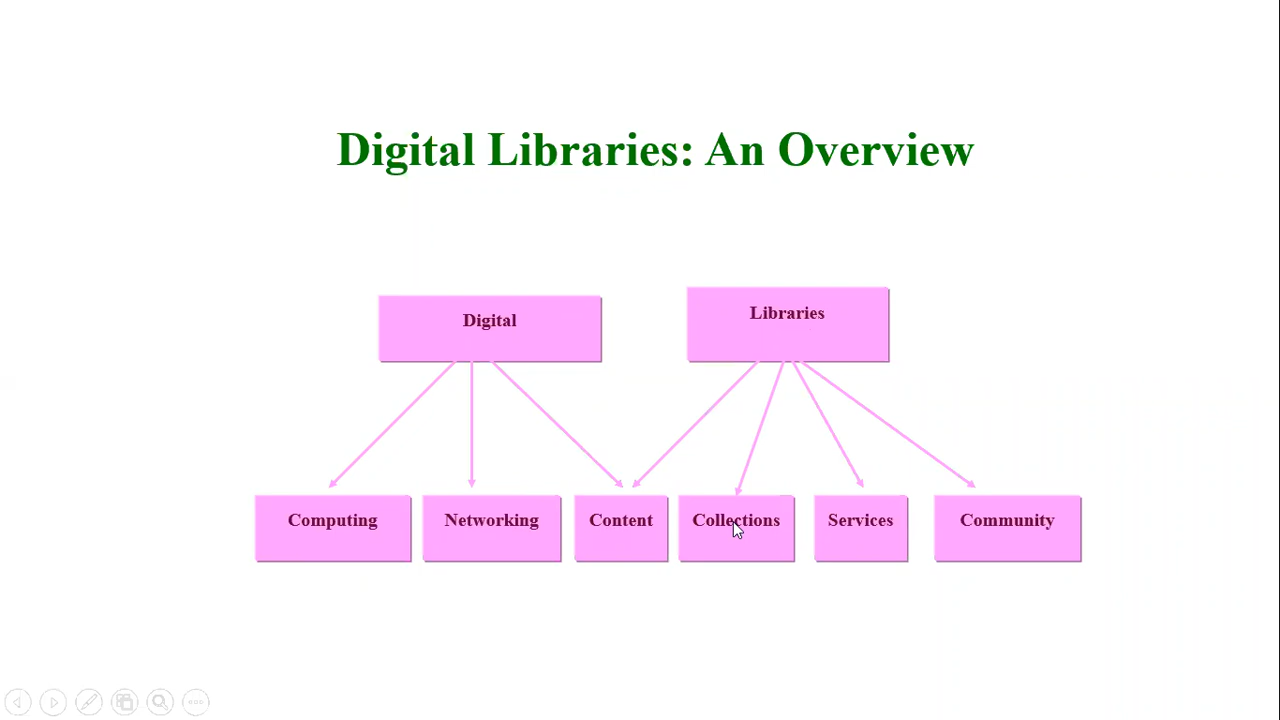 Digital Libraries: An Overview
Digital
Libraries
Computing
Networking
Content
Collections
Services
Community